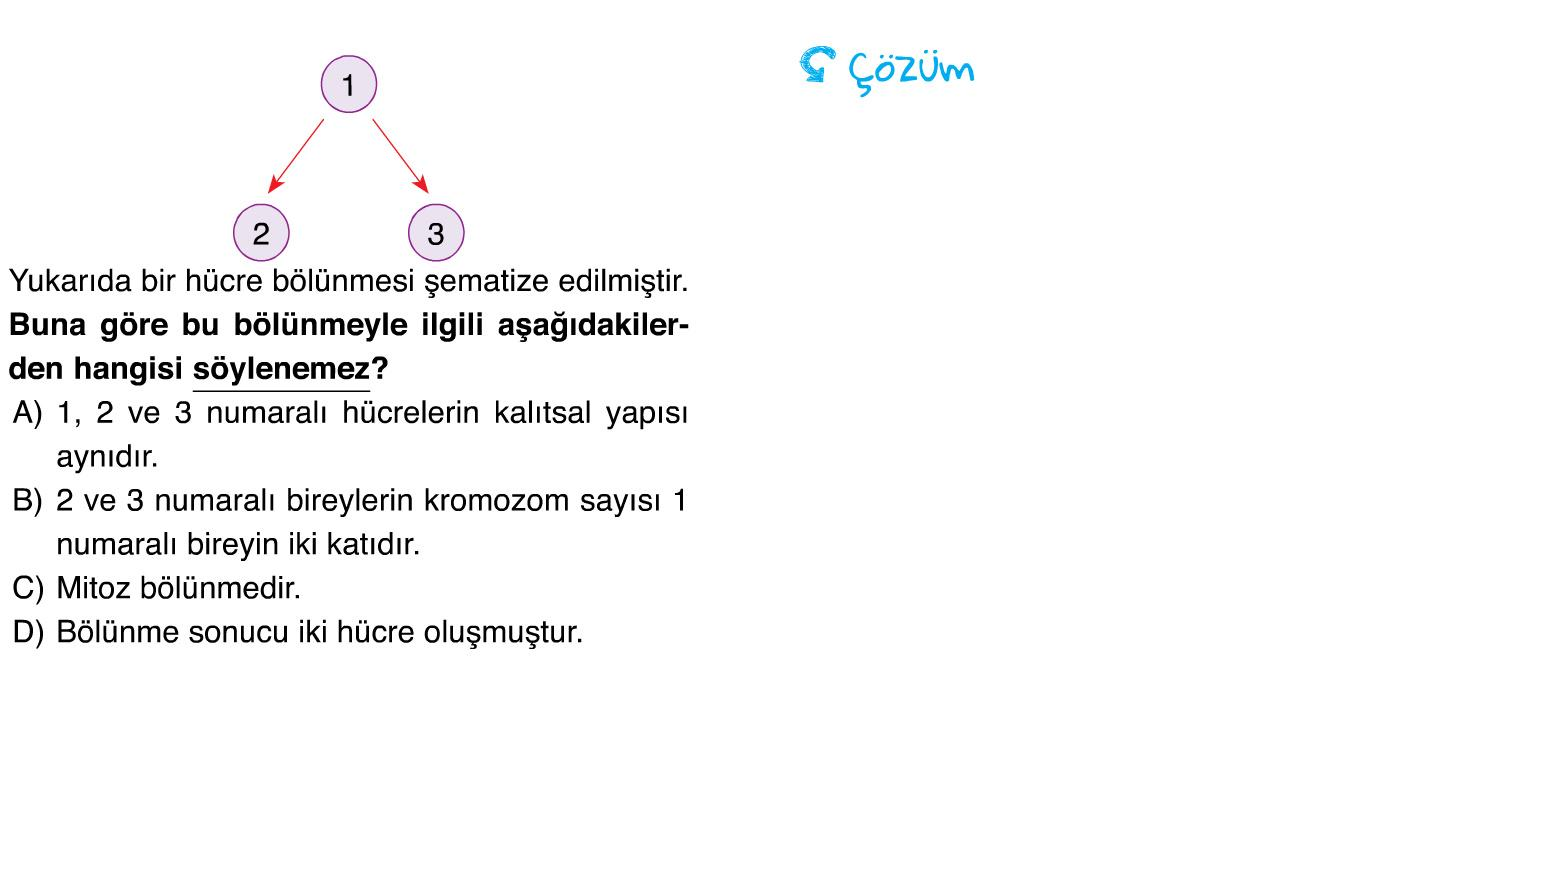 1
2
3
Yukarıda bir hücre bölünmesi şematize edilmiştir.
Buna göre bu bölünmeyle ilgili aşağıdakiler-
den hangisi söylenemez?
A) 1, 2 ve 3 numaralı hücrelerin kalıtsal yapısı
aynıdır.
B) 2 ve 3 numaralı bireylerin kromozom sayısı 1
numaralı bireyin iki katıdır.
C) Mitoz bölünmedir.
D) Bölünme sonucu iki hücre oluşmuştur.
Çözüm